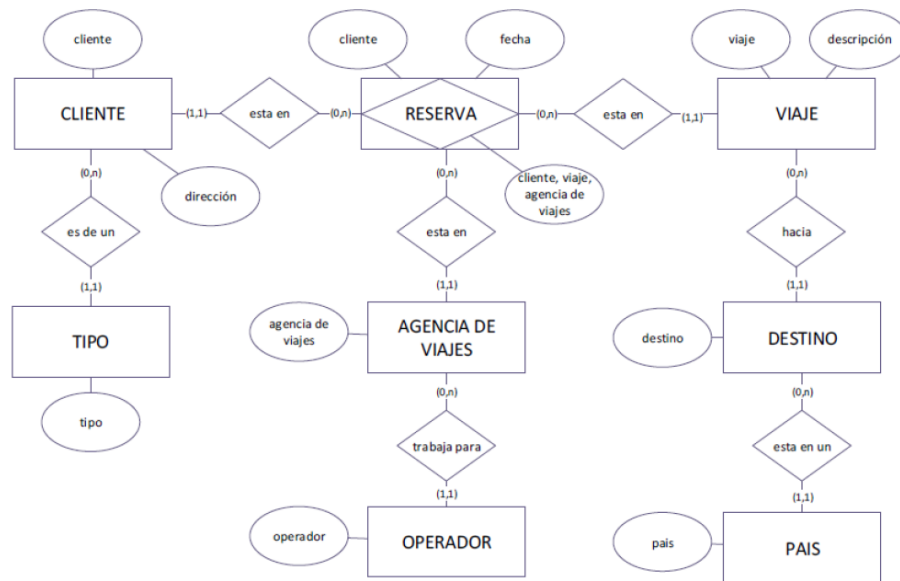 cliente
cliente
fecha
viaje
descripción
CLIENTE
(1,1)
esta en
(0,n)
RESERVA
(0,n)
esta en
(1,1)
VIAJE
(0,n)
dirección
(0,n)
cliente, viaje,
agencia de
viajes
(0,n)
es de un
esta en
hacia
(1,1)
(1,1)
(1,1)
TIPO
agencia de
viajes
AGENCIA DE
VIAJES
destino
DESTINO
(0,n)
(0,n)
tipo
trabaja para
esta en un
(1,1)
(1,1)
operador
OPERADOR
pais
PAIS